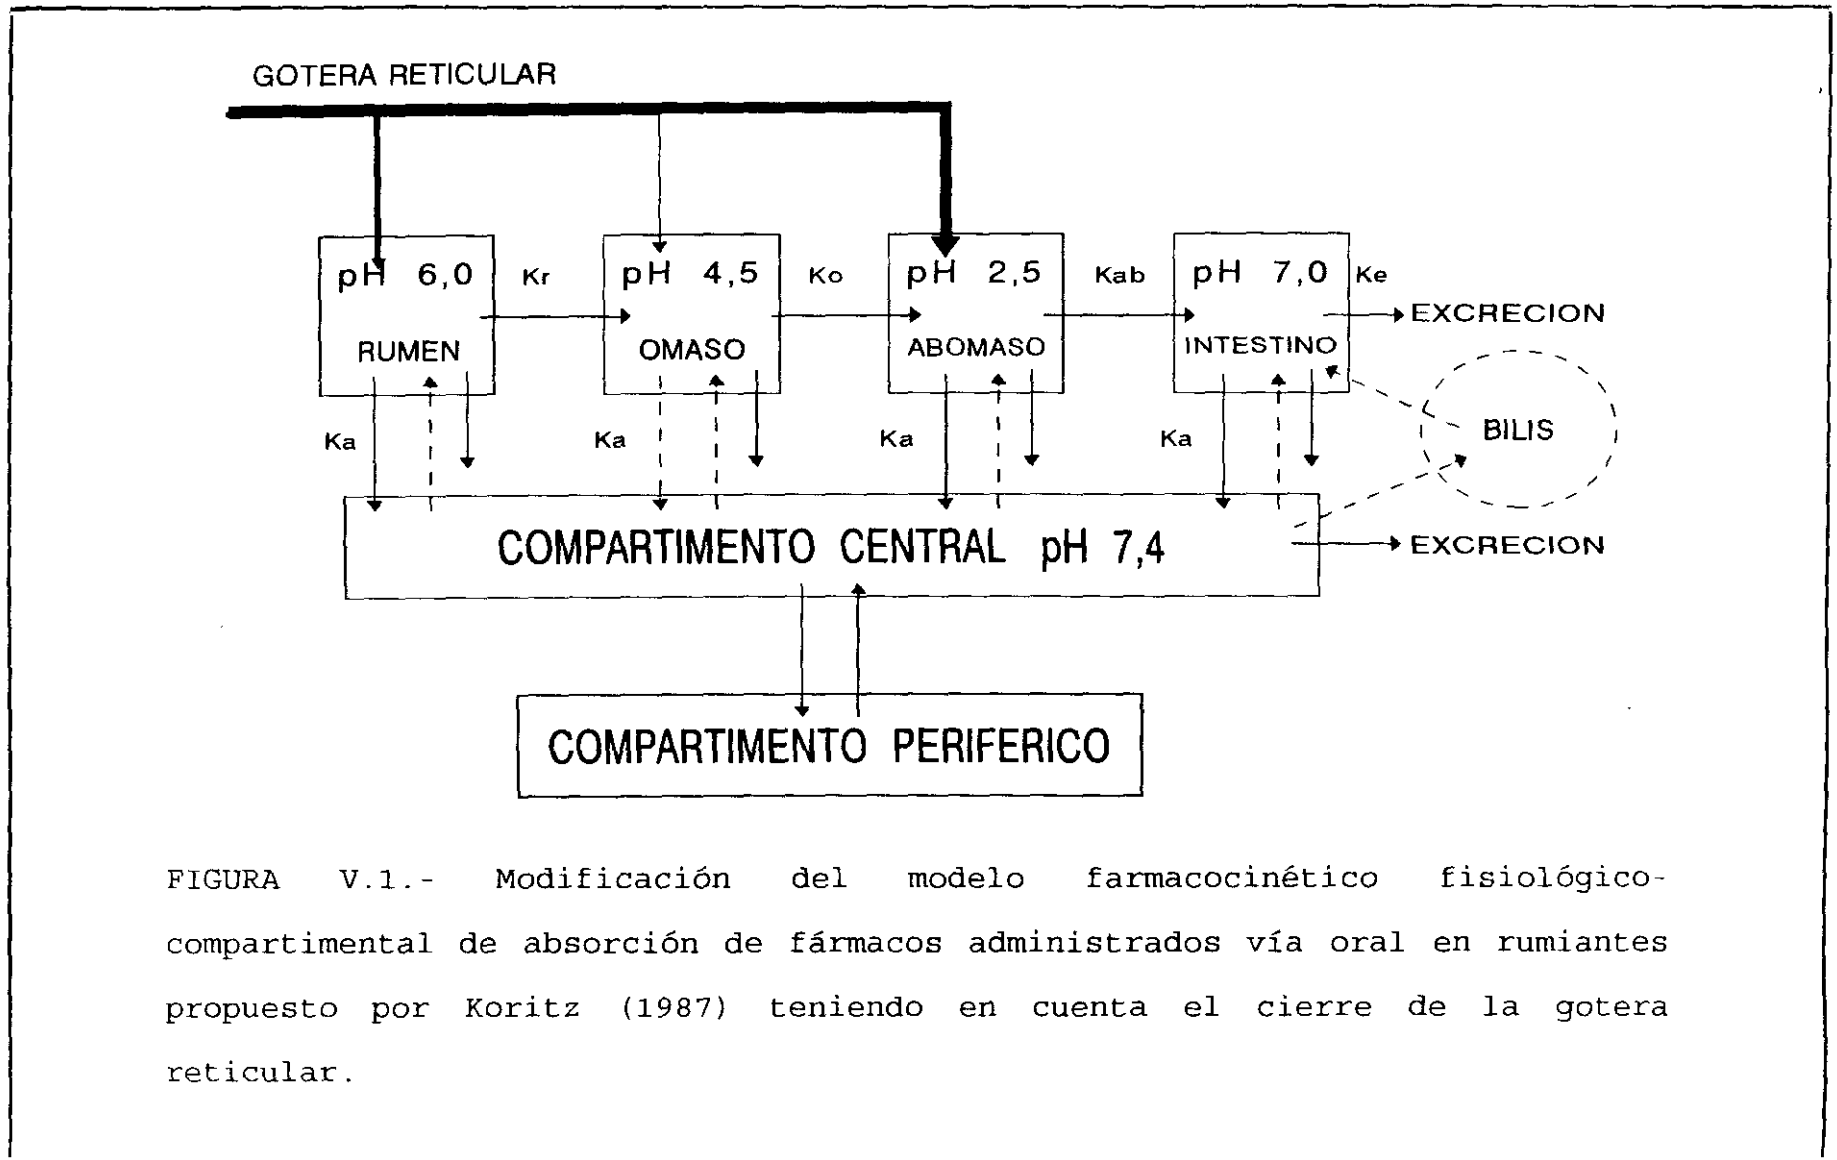 GOTERA RETICULAR
pH 6,0
Kr
pH 4,5
Ko
pH 2,5
Kab
pH 7,0
Ke
EXCRECION
RUMEN
OMASO
ABOMASO
INTESTINO
BILIS
Ka
Ka
Ka
Ka
COMPARTIMENTO CENTRAL pH 7,4
EXCRECION
COMPARTIMENTO PERIFERICO
FIGURA V.1.- Modificación del modelo farmacocinético fisiológico-
compartimental de absorción de fármacos administrados vía oral en rumiantes
propuesto por Koritz (1987) teniendo en cuenta el cierre de la gotera
reticular.